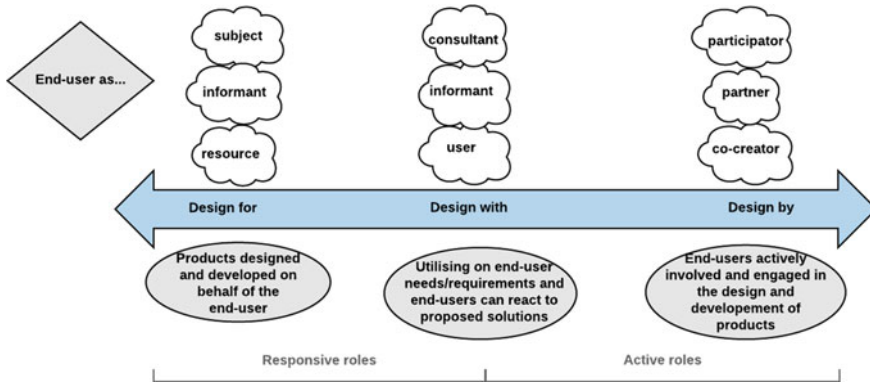 End-user as...
subject
informant
resource
consultant
informant
user
participator
partner
co-creator
Design for
Design with
Design by
Products designed
and developed on
behalf of the
end-user
Utilising on end-user
needs/requirements and
end-users can react to
proposed solutions
End-users actively
involved and engaged in
the design and
developement of
products
Responsive roles
Active roles